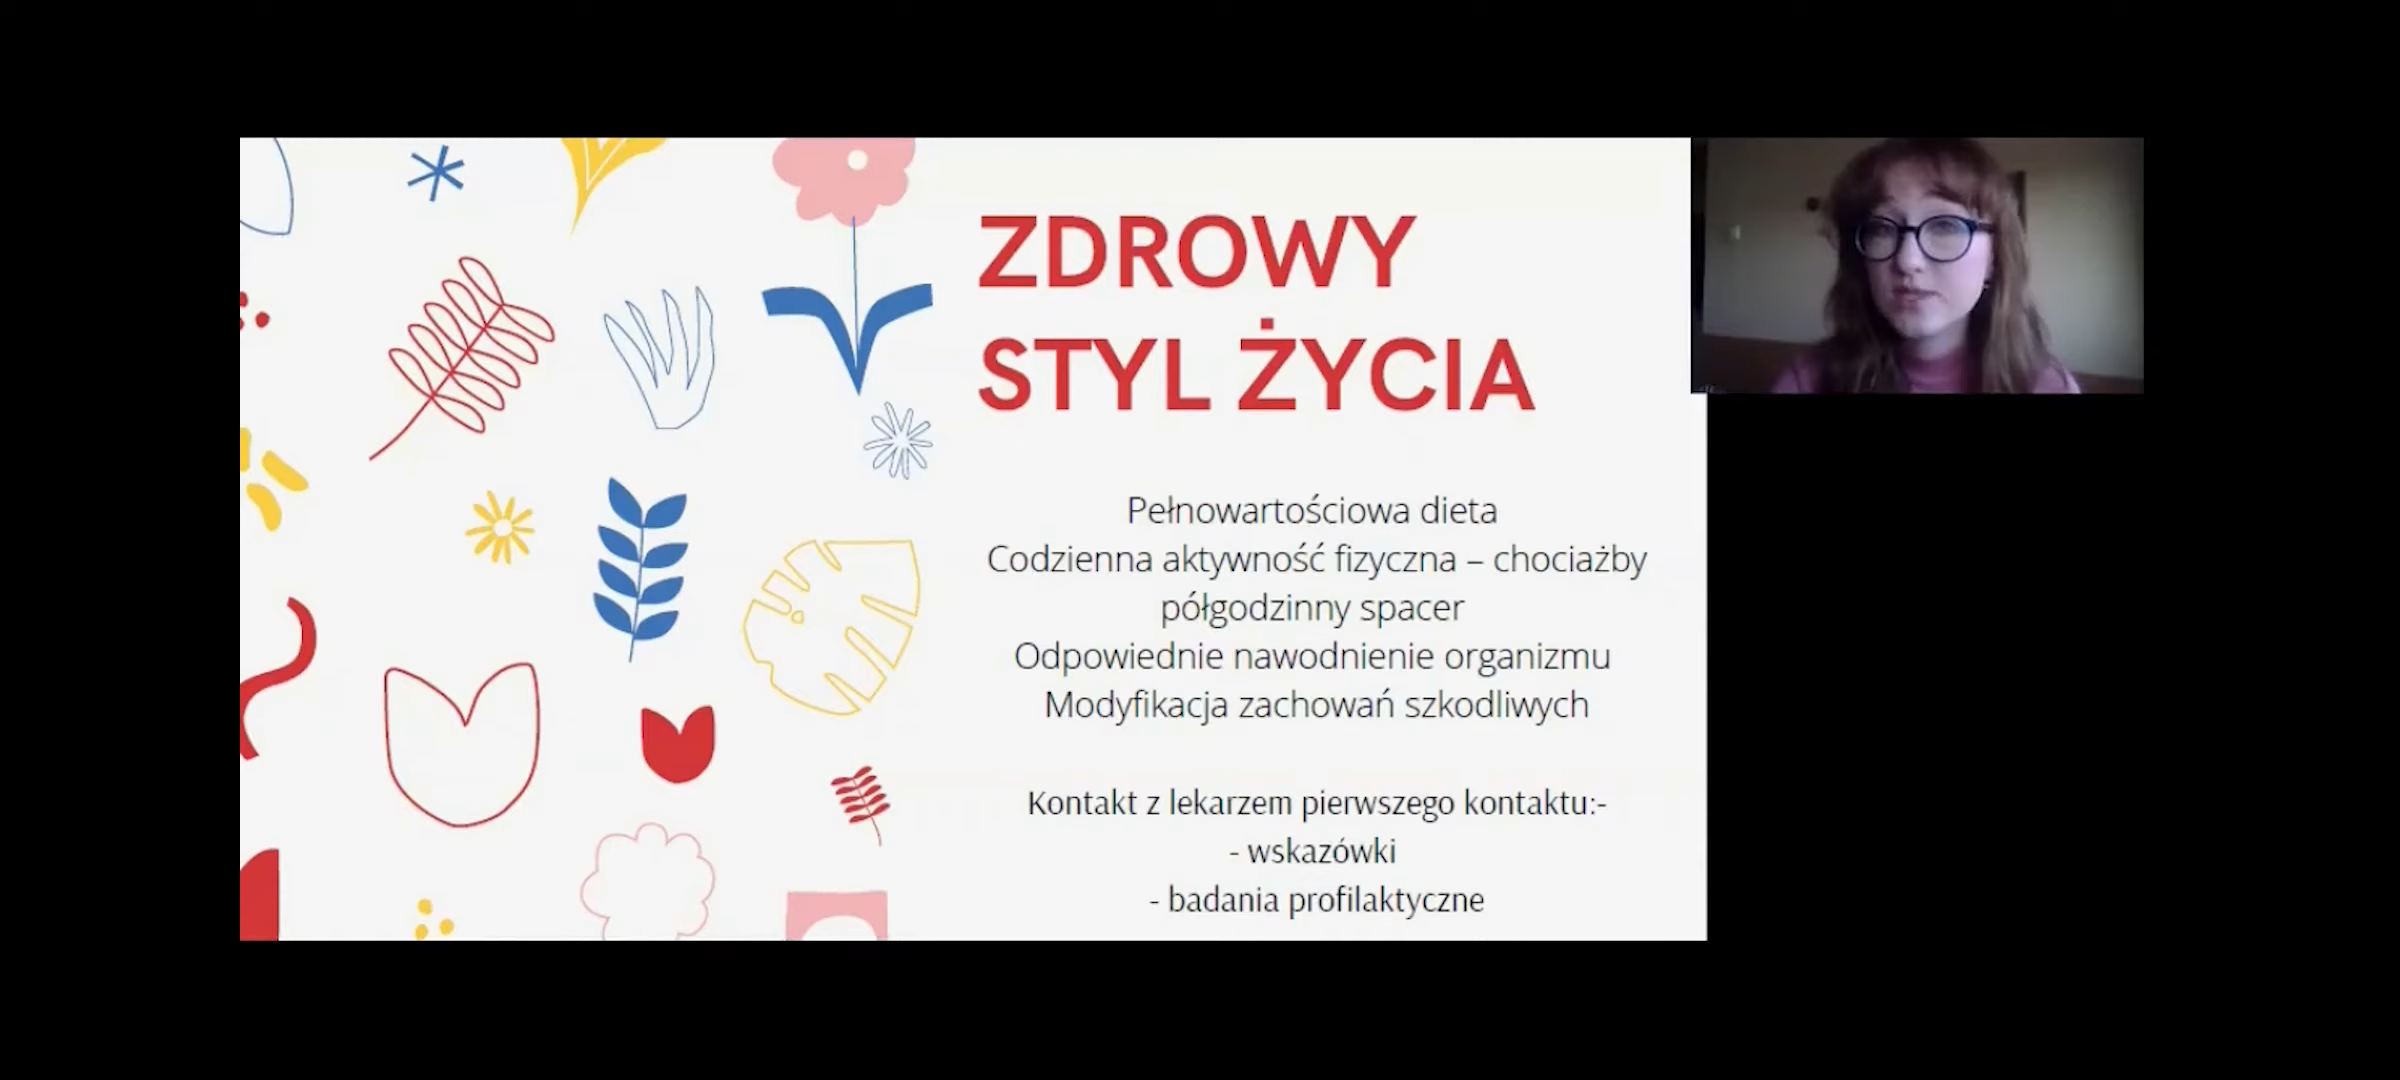 ZDROWY
STYL ŻYCIA
Pełnowartościowa dieta
Codzienna aktywność fizyczna – chociażby
półgodzinny spacer
Odpowiednie nawodnienie organizmu
Modyfikacja zachowań szkodliwych
Kontakt z lekarzem pierwszego kontaktu:-
- wskazówki
- badania profilaktyczne